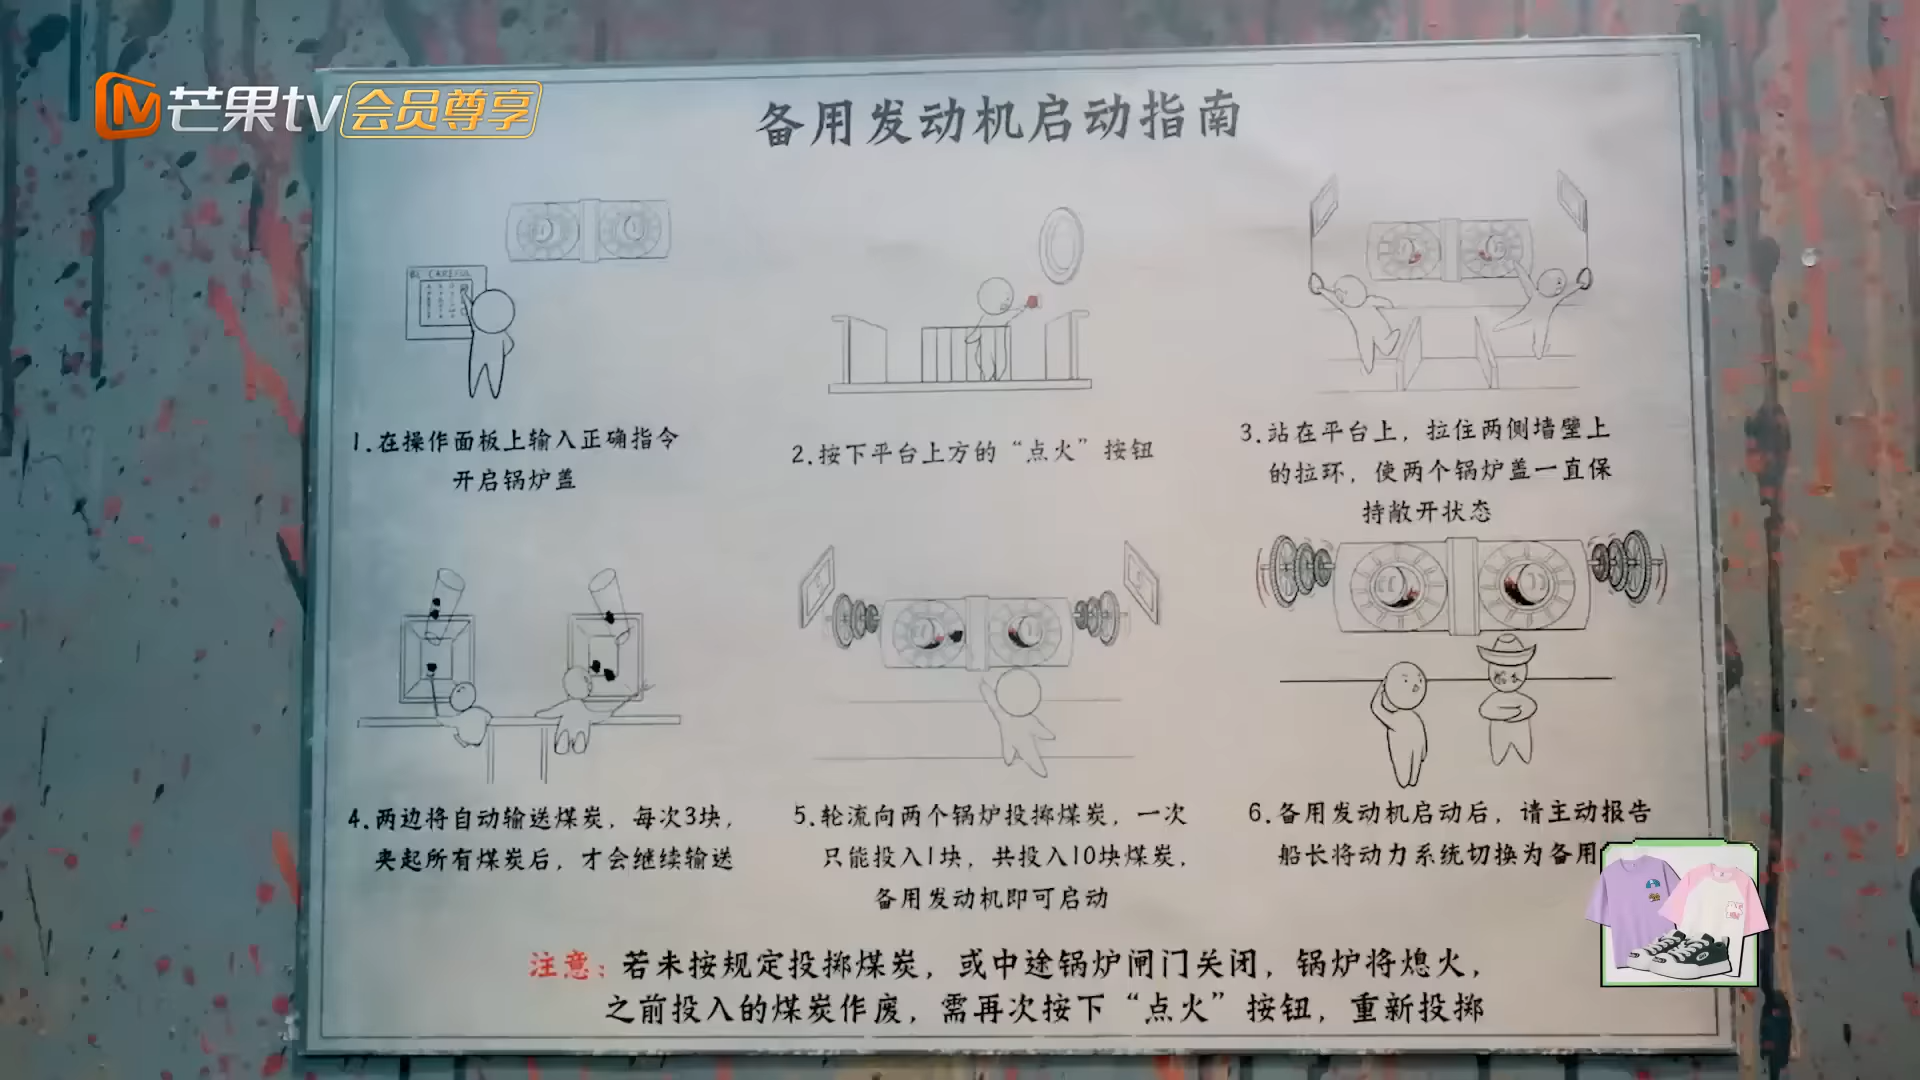 芒果tv会员尊享
备用发动机启动指南
BE CAREFUL
1.在操作面板上输入正确指令
开启锅炉盖
2.按下平台上方的“点火”按钮
3.站在平台上，拉住两侧墙壁上
的拉环，使两个锅炉盖一直保
持敞开状态
4.两边将自动输送煤炭，每次3块，
夹起所有煤炭后，才会继续输送
5.轮流向两个锅炉投掷煤炭，一次
只能投入1块，共投入10块煤炭，
备用发动机即可启动
6.备用发动机启动后，请主动报告
船长将动力系统切换为备用
注意：若未按规定投掷煤炭，或中途锅炉闸门关闭，锅炉将熄火，
之前投入的煤炭作废，需再次按下“点火”按钮，重新投掷